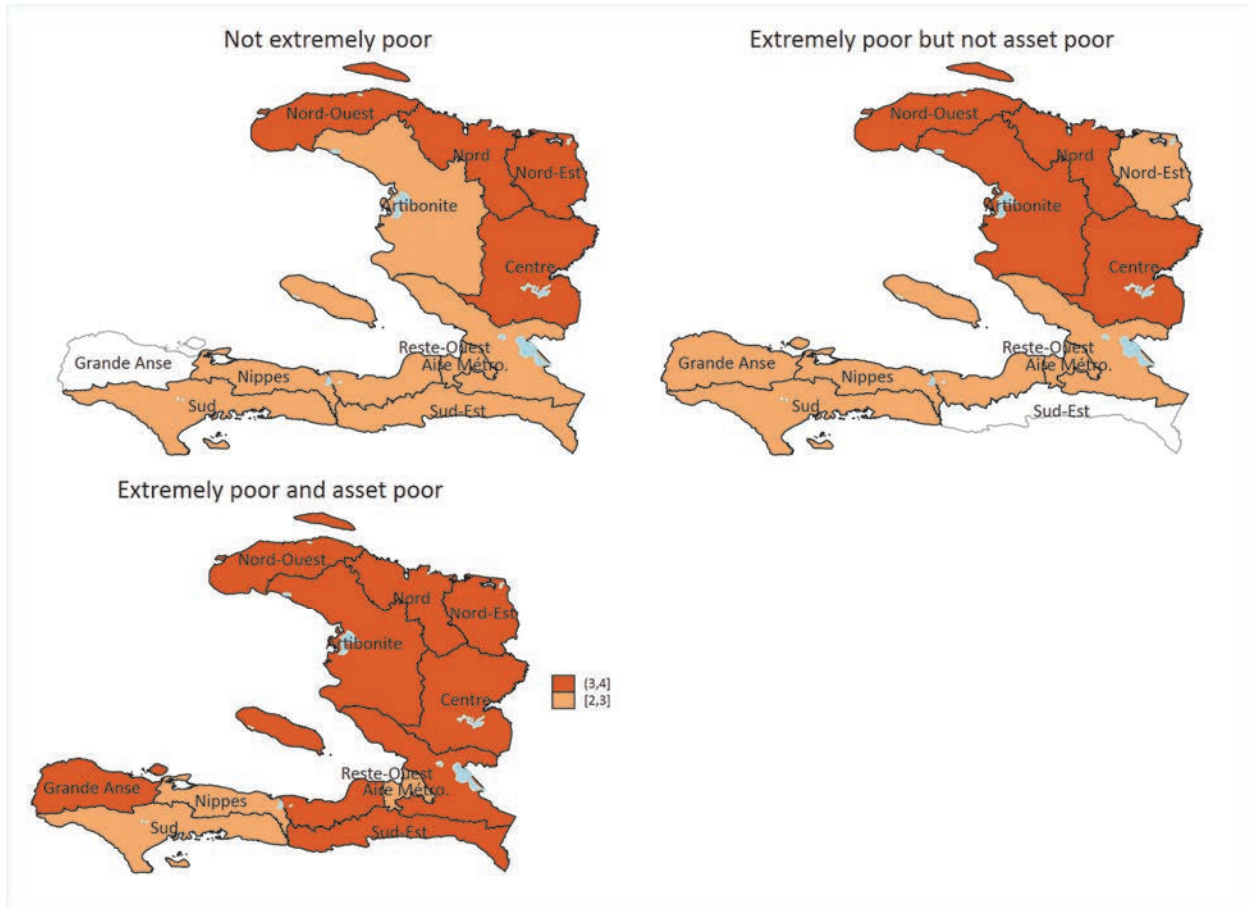 Not extremely poor
Nord-Ouest
Nord
Nord-Est
Artibonite
Centre
Reste-Ouest
Grande Anse
Aire Métro.
Nippes
Sud
Sud-Est
Extremely poor but not asset poor
Nord-Ouest
Nord
Nord-Est
Artibonite
Centre
Reste-Ouest
Grande Anse
Aire Métro.
Nippes
Sud
Sud-Est
Extremely poor and asset poor
Nord-Ouest
Nord
Nord-Est
Artibonite
Centre
Reste-Ouest
Grande Anse
Aire Métro.
Nippes
Sud
Sud-Est
(3,4]
[2,3]